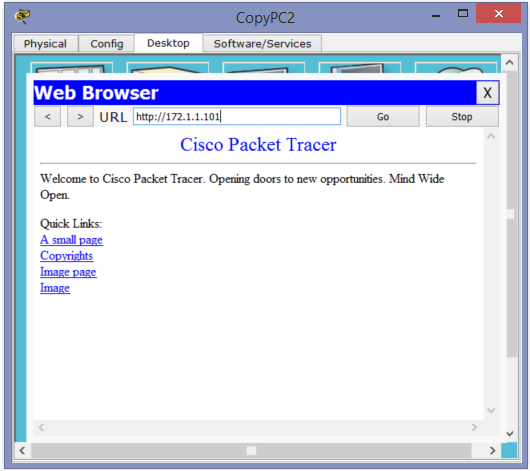 CopyPC2
Physical Config Desktop Software/Services
Web Browser X
< > URL http://172.1.1.101 Go Stop
Cisco Packet Tracer
Welcome to Cisco Packet Tracer. Opening doors to new opportunities. Mind Wide
Open.
Quick Links:
A small page
Copyrights
Image page
Image